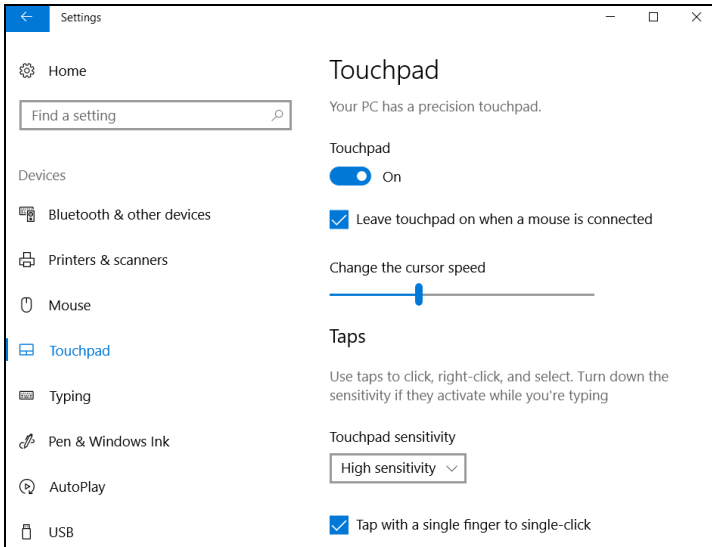 Settings
Home
Find a setting
Devices
Bluetooth & other devices
Printers & scanners
Mouse
Touchpad
Typing
Pen & Windows Ink
AutoPlay
USB
Touchpad
Your PC has a precision touchpad.
Touchpad
On
Leave touchpad on when a mouse is connected
Change the cursor speed
Taps
Use taps to click, right-click, and select. Turn down the
sensitivity if they activate while you're typing
Touchpad sensitivity
High sensitivity
Tap with a single finger to single-click